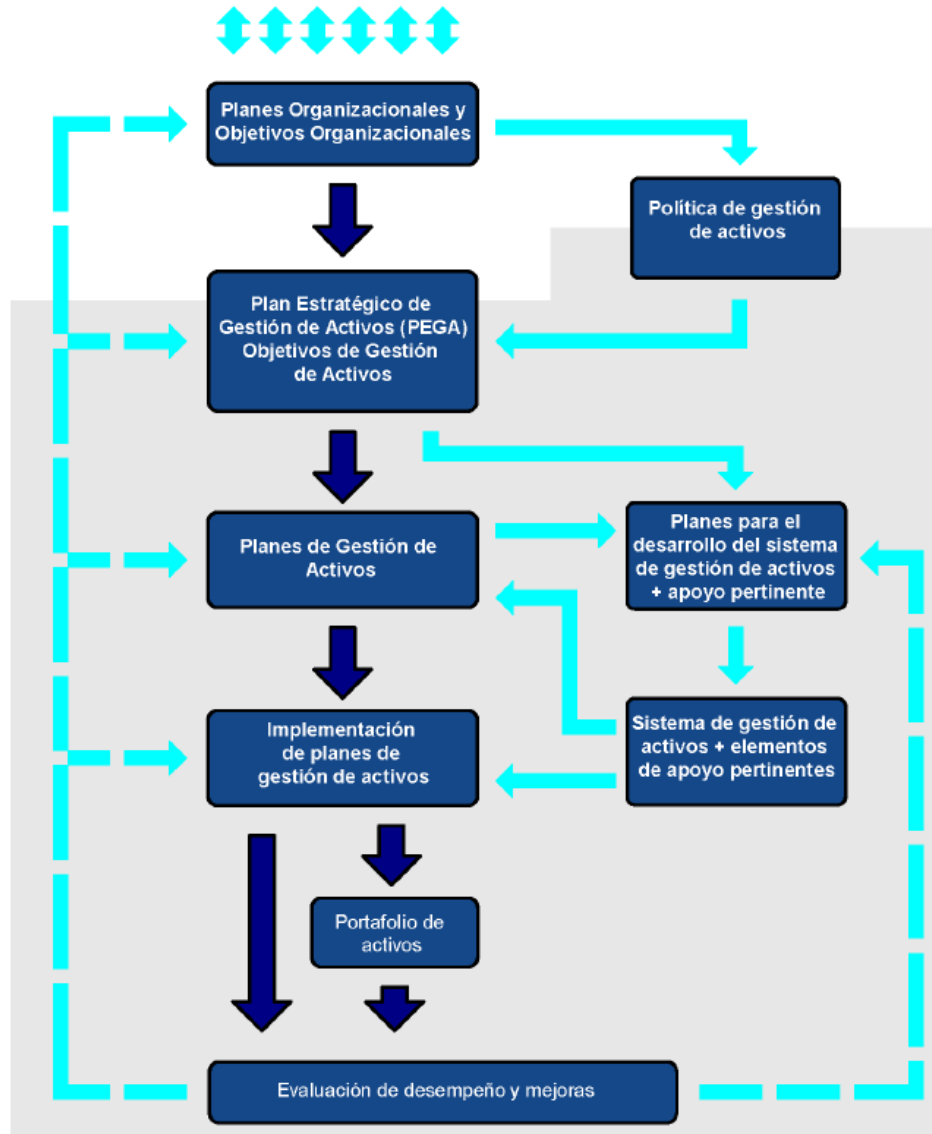 Planes Organizacionales y
Objetivos Organizacionales
Política de gestión
de activos
Plan Estratégico de
Gestión de Activos (PEGA)
Objetivos de Gestión
de Activos
Planes de Gestión de
Activos
Planes para el
desarrollo del sistema
de gestión de activos
+ apoyo pertinente
Implementación
de planes de
gestión de activos
Sistema de gestión de
activos + elementos
de apoyo pertinentes
Portafolio de
activos
Evaluación de desempeño y mejoras